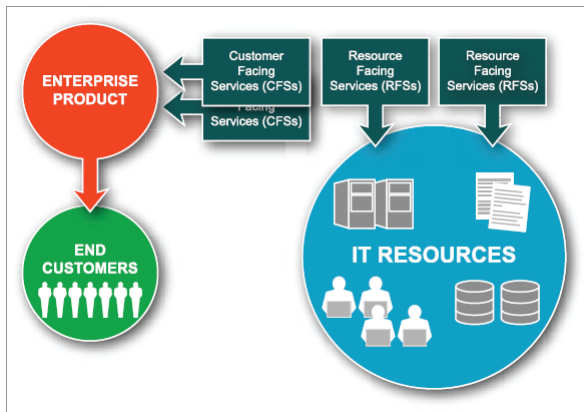 ENTERPRISE
PRODUCT
Customer
Facing
Services (CFSs)
Facing
Services (CFSs)
Resource
Facing
Services (RFSs)
Resource
Facing
Services (RFSs)
IT RESOURCES
END
CUSTOMERS